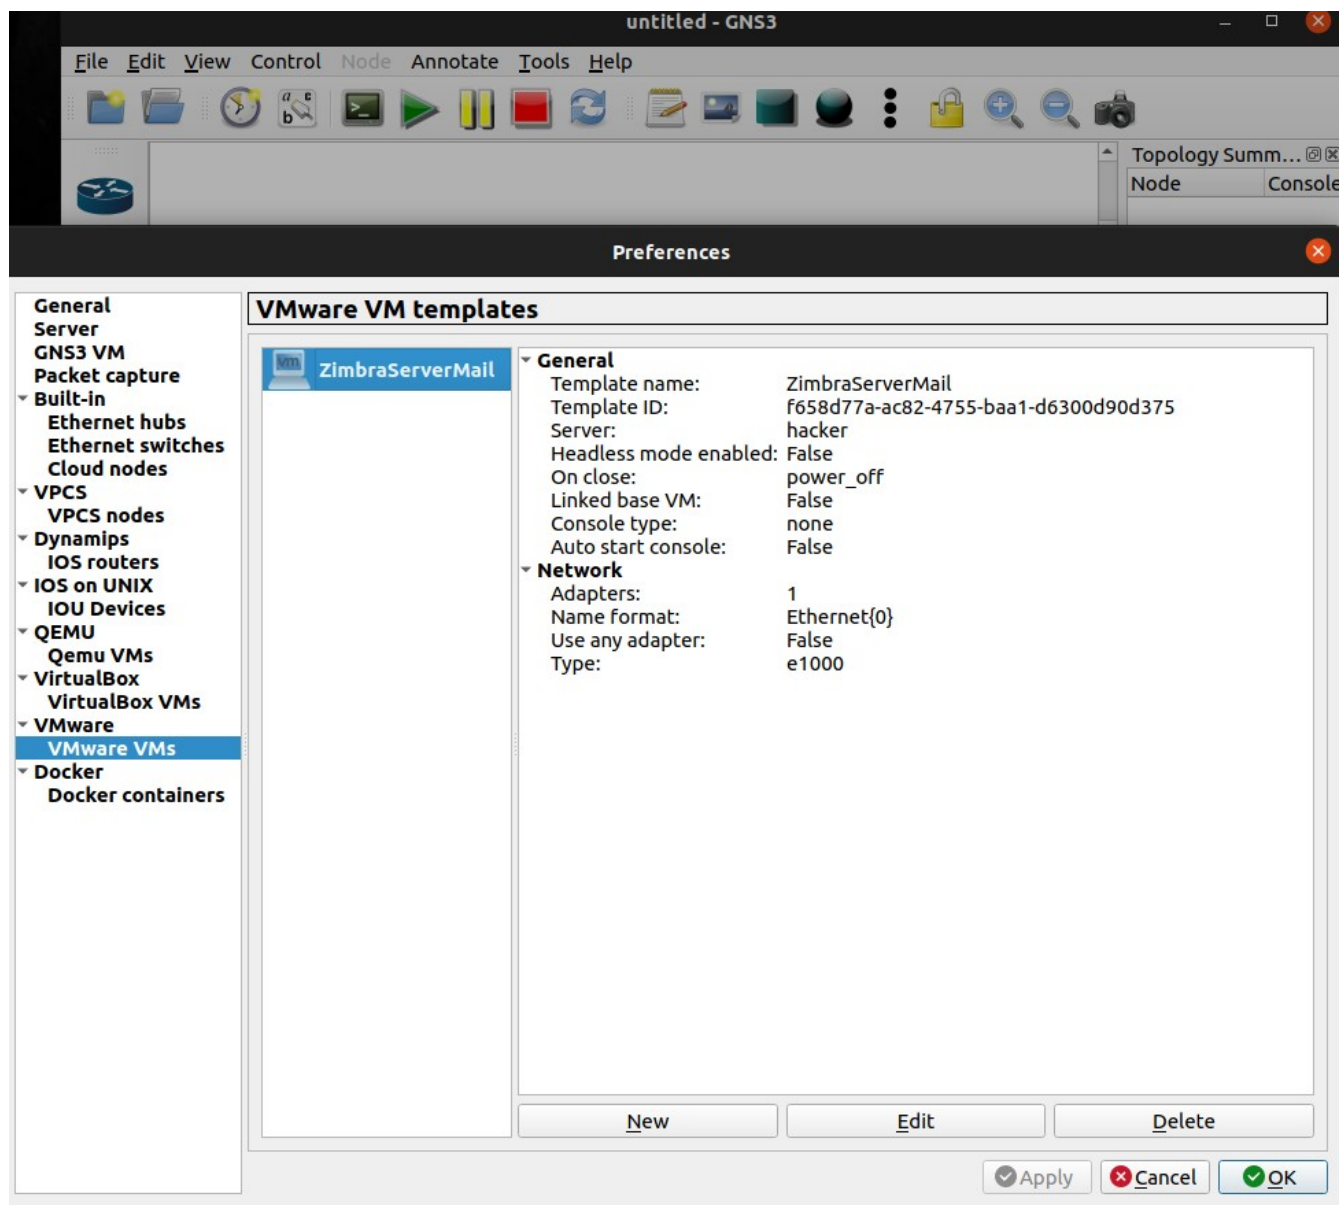 untitled - GNS3
File Edit View Control Node Annotate Tools Help
Topology Summ...
Node Console
Preferences
General
Server
GNS3 VM
Packet capture
Built-in
Ethernet hubs
Ethernet switches
Cloud nodes
VPCS
VPCS nodes
Dynamips
IOS routers
IOS on UNIX
IOU Devices
QEMU
Qemu VMs
VirtualBox
VirtualBox VMs
VMware
VMware VMs
Docker
Docker containers
VMware VM templates
vm ZimbraServerMail
General
Template name: ZimbraServerMail
Template ID: f658d77a-ac82-4755-baa1-d6300d90d375
Server: hacker
Headless mode enabled: False
On close: power_off
Linked base VM: False
Console type: none
Auto start console: False
Network
Adapters: 1
Name format: Ethernet{0}
Use any adapter: False
Type: e1000
New Edit Delete
Apply Cancel OK